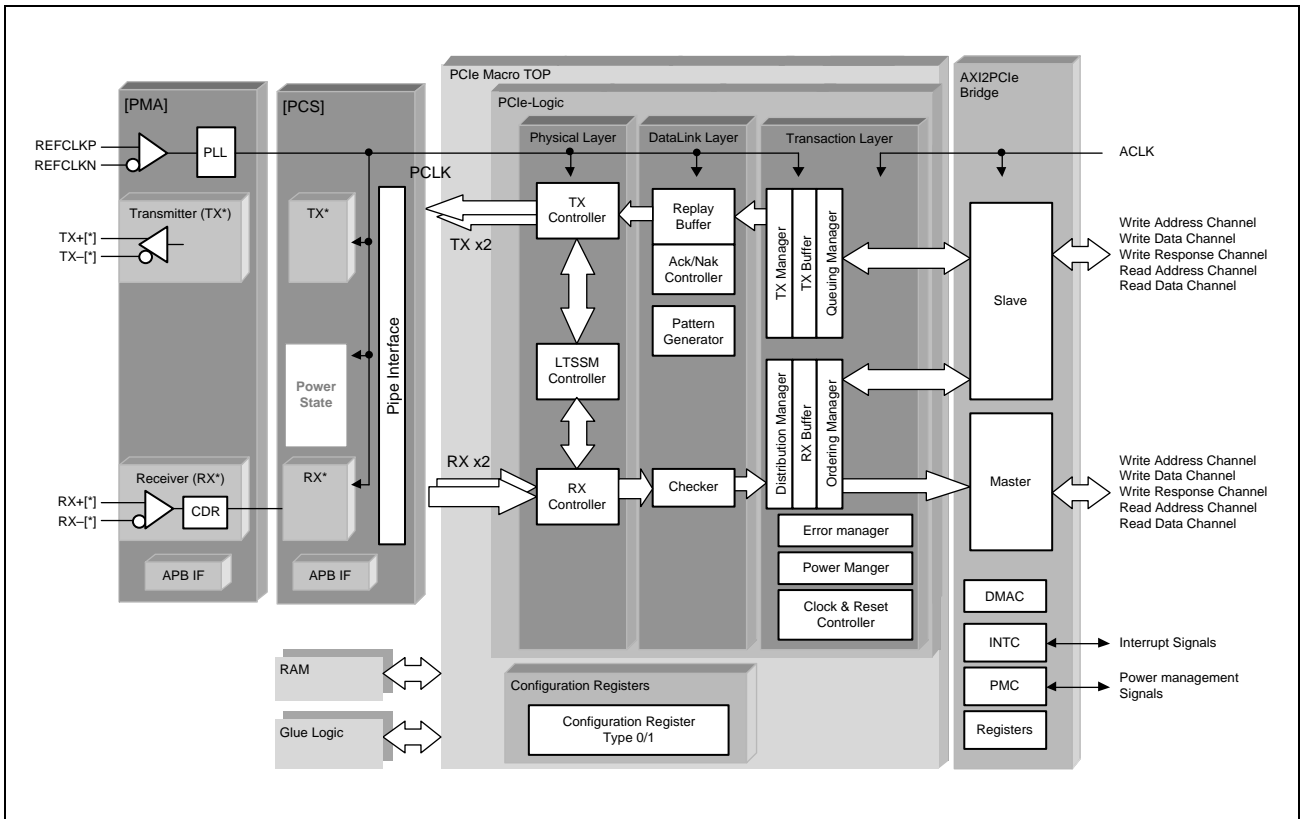 PCIe Macro TOP
AXI2PCIe
Bridge
[PMA]
[PCS]
PCIe-Logic
Physical Layer
DataLink Layer
Transaction Layer
REFCLKP
REFCLKN
PLL
PCLK
ACLK
Transmitter (TX*)
TX+[*]
TX–[*]
TX*
TX x2
TX
Controller
Replay
Buffer
Ack/Nak
Controller
Pattern
Generator
TX Manager
TX Buffer
Queuing Manager
Slave
Write Address Channel
Write Data Channel
Write Response Channel
Read Address Channel
Read Data Channel
Power
State
Pipe Interface
LTSSM
Controller
Receiver (RX*)
RX+[*]
RX–[*]
CDR
RX*
RX x2
RX
Controller
Checker
Distribution Manager
RX Buffer
Ordering Manager
Master
Write Address Channel
Write Data Channel
Write Response Channel
Read Address Channel
Read Data Channel
APB IF
APB IF
Error manager
Power Manger
Clock & Reset
Controller
DMAC
INTC
Interrupt Signals
PMC
Power management
Signals
Registers
RAM
Glue Logic
Configuration Registers
Configuration Register
Type 0/1